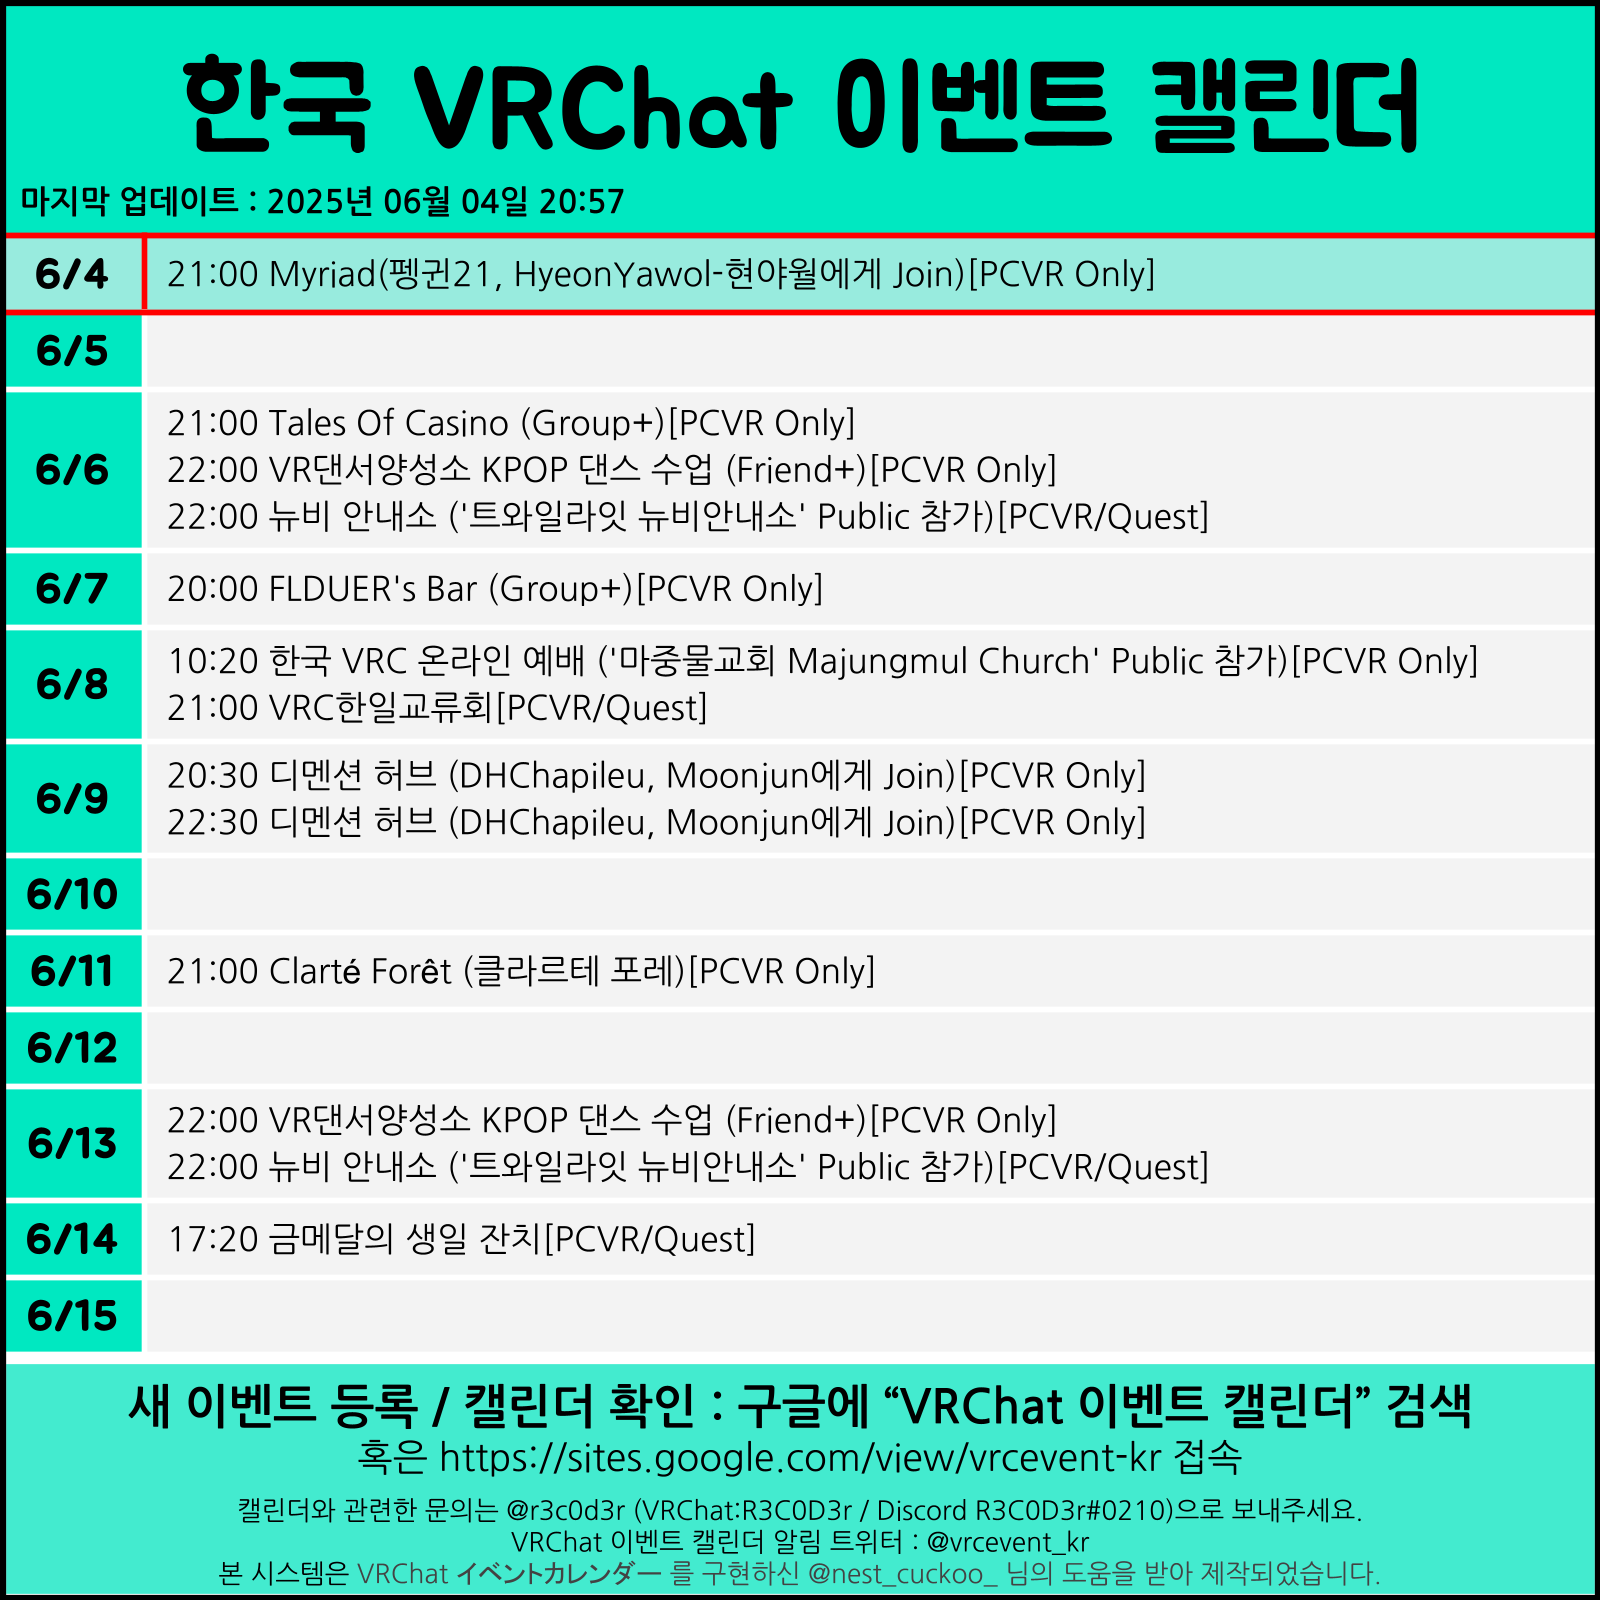 한국 VRChat 이벤트 캘린더
마지막 업데이트 : 2025년 06월 04일 20:57
6/4
21:00 Myriad(펭귄21, HyeonYawol-현야월에게 Join)[PCVR Only]
6/5
6/6
21:00 Tales Of Casino (Group+)[PCVR Only]
22:00 VR댄서양성소 KPOP 댄스 수업 (Friend+)[PCVR Only]
22:00 뉴비 안내소 ('트와일라잇 뉴비안내소' Public 참가)[PCVR/Quest]
6/7
20:00 FLDUER's Bar (Group+)[PCVR Only]
6/8
10:20 한국 VRC 온라인 예배 ('마중물교회 Majungmul Church' Public 참가)[PCVR Only]
21:00 VRC한일교류회[PCVR/Quest]
6/9
20:30 디멘션 허브 (DHChapileu, Moonjun에게 Join)[PCVR Only]
22:30 디멘션 허브 (DHChapileu, Moonjun에게 Join)[PCVR Only]
6/10
6/11
21:00 Clarté Forêt (클라르테 포레)[PCVR Only]
6/12
6/13
22:00 VR댄서양성소 KPOP 댄스 수업 (Friend+)[PCVR Only]
22:00 뉴비 안내소 ('트와일라잇 뉴비안내소' Public 참가)[PCVR/Quest]
6/14
17:20 금메달의 생일 잔치[PCVR/Quest]
6/15
새 이벤트 등록 / 캘린더 확인 : 구글에 “VRChat 이벤트 캘린더” 검색
혹은 https://sites.google.com/view/vrcevent-kr 접속
캘린더와 관련한 문의는 @r3c0d3r (VRChat:R3C0D3r / Discord R3C0D3r#0210)으로 보내주세요.
VRChat 이벤트 캘린더 알림 트위터 : @vrcevent_kr
본 시스템은 VRChat イベントカレンダー 를 구현하신 @nest_cuckoo_ 님의 도움을 받아 제작되었습니다.